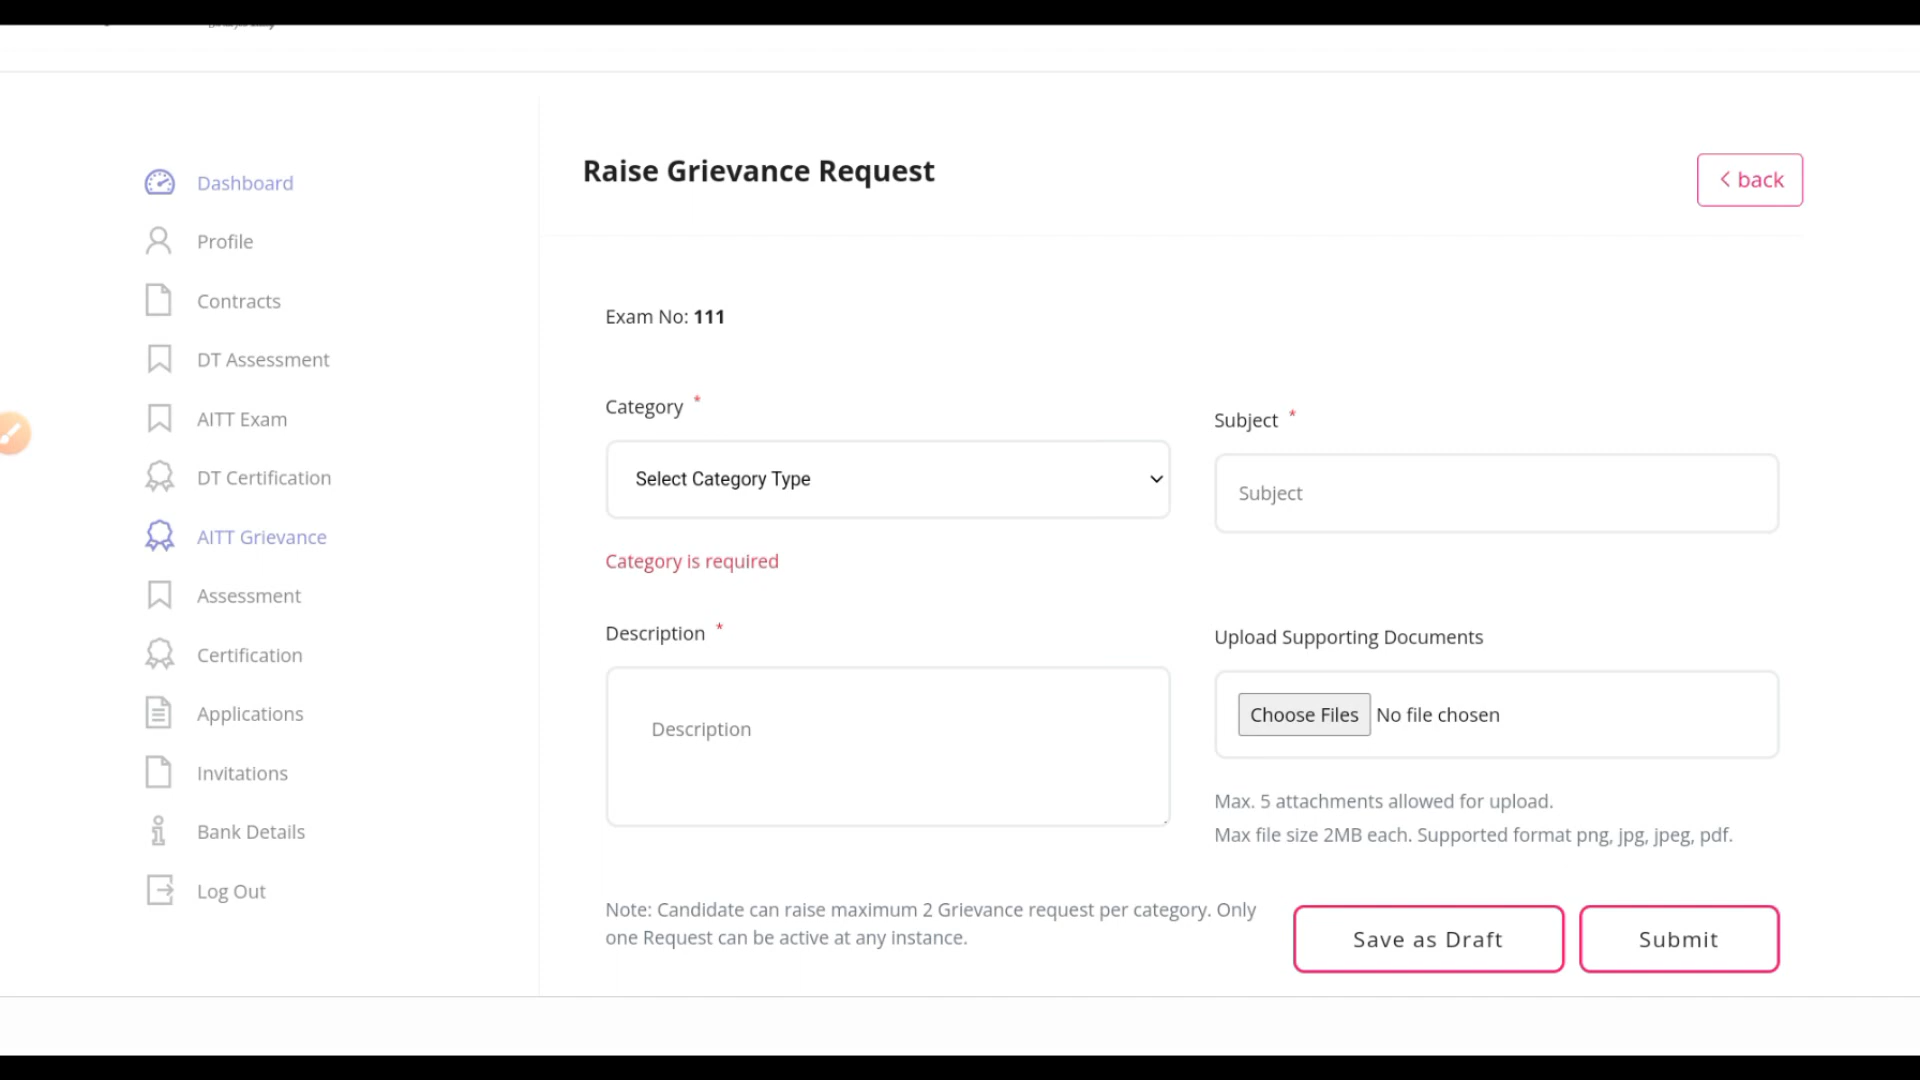 Raise Grievance Request
back
Dashboard
Profile
Contracts
DT Assessment
AITT Exam
DT Certification
AITT Grievance
Assessment
Certification
Applications
Invitations
Bank Details
Log Out
Exam No: 111
Category *
Select Category Type
Category is required
Subject *
Subject
Description *
Description
Upload Supporting Documents
Choose Files No file chosen
Max. 5 attachments allowed for upload.
Max file size 2MB each. Supported format png, jpg, jpeg, pdf.
Note: Candidate can raise maximum 2 Grievance request per category. Only
one Request can be active at any instance.
Save as Draft
Submit